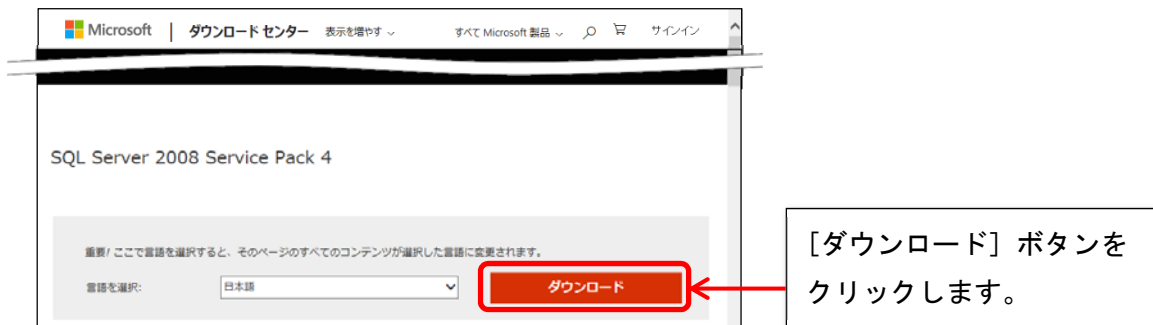 Microsoft | ダウンロード センター 表示を増やす すべて Microsoft 製品 サインイン
SQL Server 2008 Service Pack 4
重要! ここで言語を選択すると、そのページのすべてのコンテンツが選択した言語に変更されます。
言語を選択: 日本語 ダウンロード
[ダウンロード] ボタンを
クリックします。